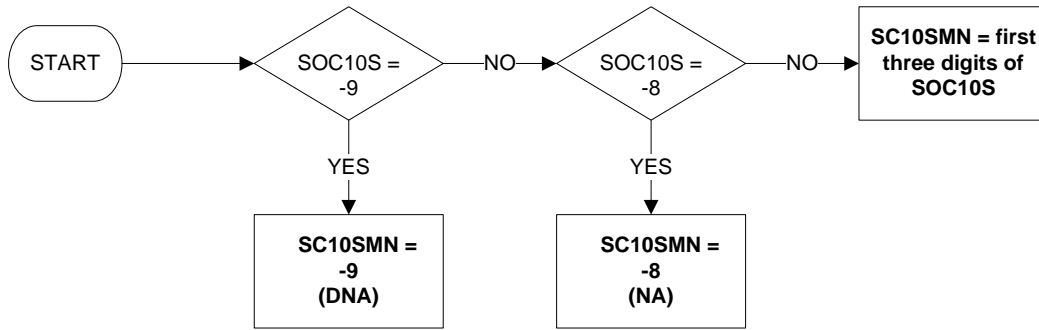 START
SOC10S =
-9
NO
SOC10S =
-8
NO
SC10SMN = first
three digits of
SOC10S
YES
YES
SC10SMN =
-9
(DNA)
SC10SMN =
-8
(NA)